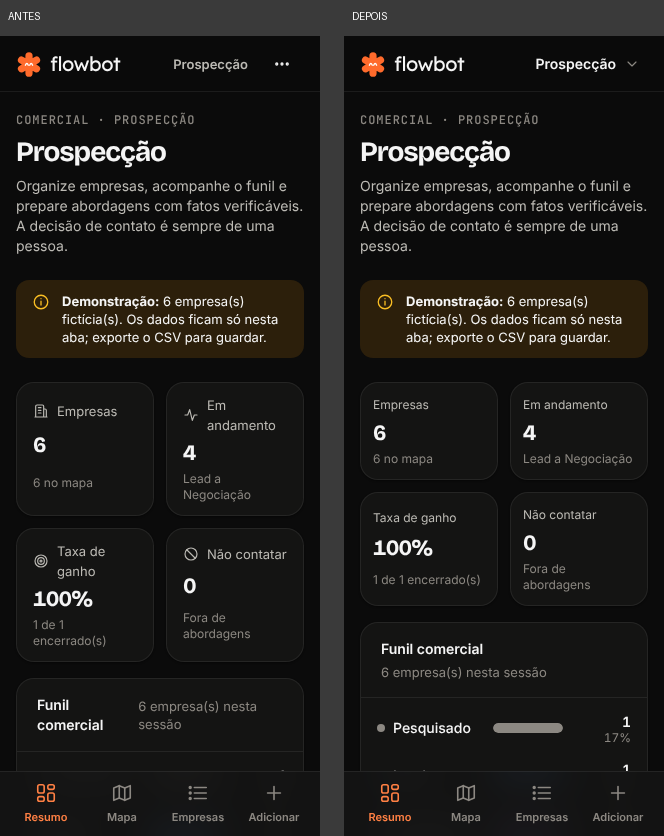 ANTES
flowbot
Prospecção
•••
COMERCIAL · PROSPECÇÃO
Prospecção
Organize empresas, acompanhe o funil e
prepare abordagens com fatos verificáveis.
A decisão de contato é sempre de uma
pessoa.
Demonstração: 6 empresa(s)
fictícia(s). Os dados ficam só nesta
aba; exporte o CSV para guardar.
Empresas
6
6 no mapa
Em
andamento
4
Lead a
Negociação
Taxa de
ganho
100%
1 de 1
encerrado(s)
Não contatar
0
Fora de
abordagens
Funil
comercial
6 empresa(s) nesta
sessão
Resumo
Mapa
Empresas
Adicionar
DEPOIS
flowbot
Prospecção
COMERCIAL · PROSPECÇÃO
Prospecção
Organize empresas, acompanhe o funil e
prepare abordagens com fatos verificáveis.
A decisão de contato é sempre de uma
pessoa.
Demonstração: 6 empresa(s)
fictícia(s). Os dados ficam só nesta
aba; exporte o CSV para guardar.
Empresas
6
6 no mapa
Em andamento
4
Lead a Negociação
Taxa de ganho
100%
1 de 1 encerrado(s)
Não contatar
0
Fora de
abordagens
Funil comercial
6 empresa(s) nesta sessão
Pesquisado
1
17%
1
Resumo
Mapa
Empresas
Adicionar